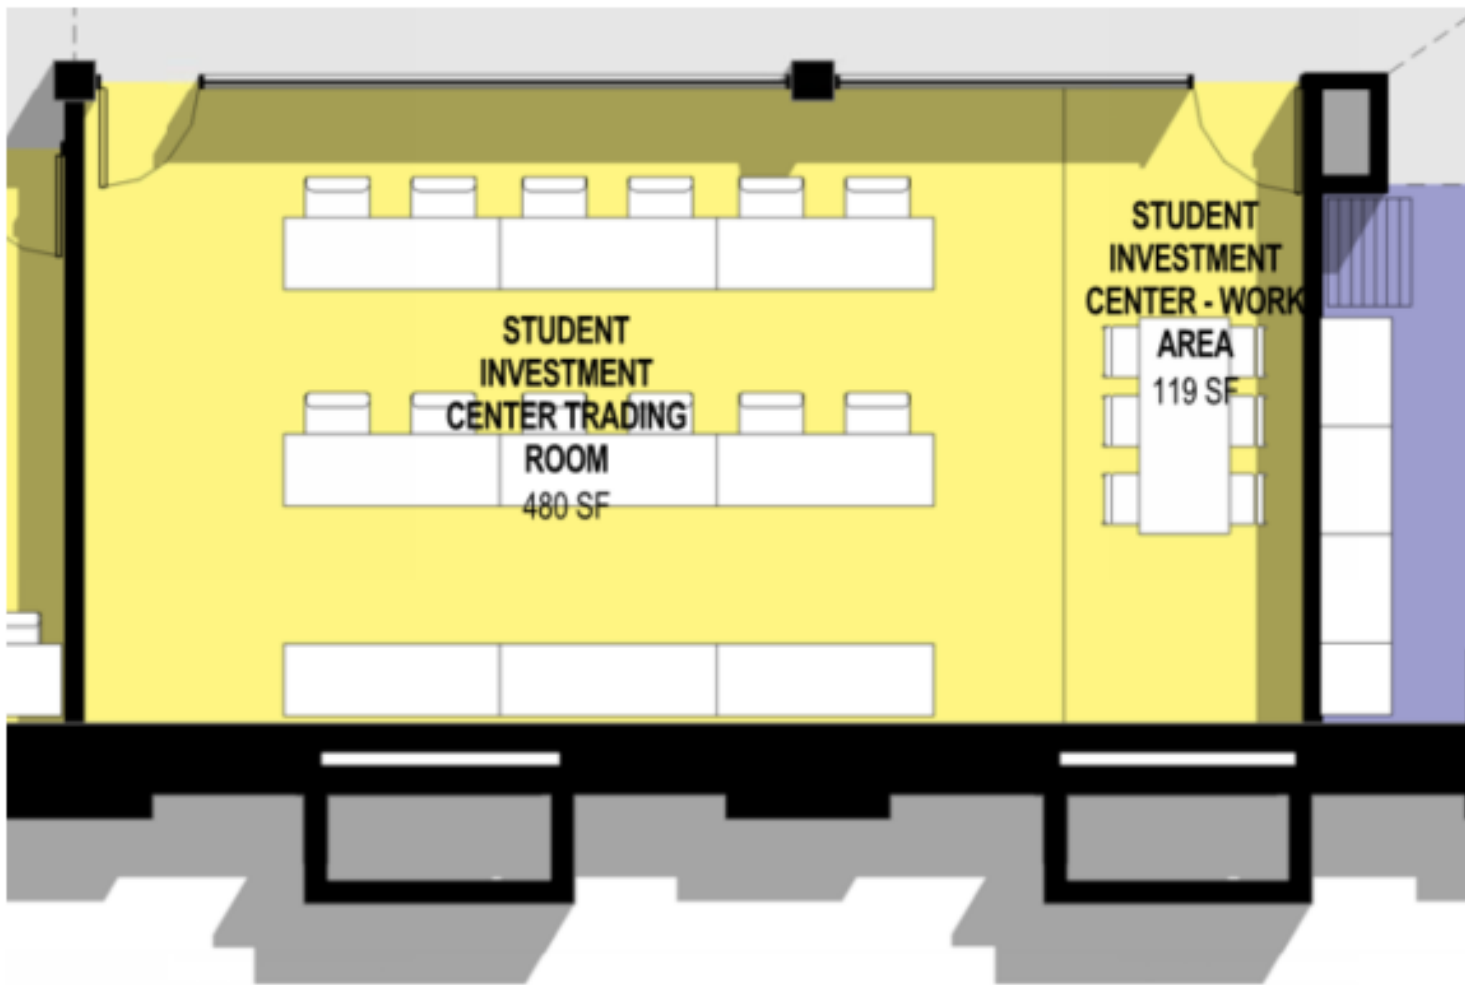 STUDENT
INVESTMENT
CENTER TRADING
ROOM
480 SF
STUDENT
INVESTMENT
CENTER - WORK
AREA
119 SF